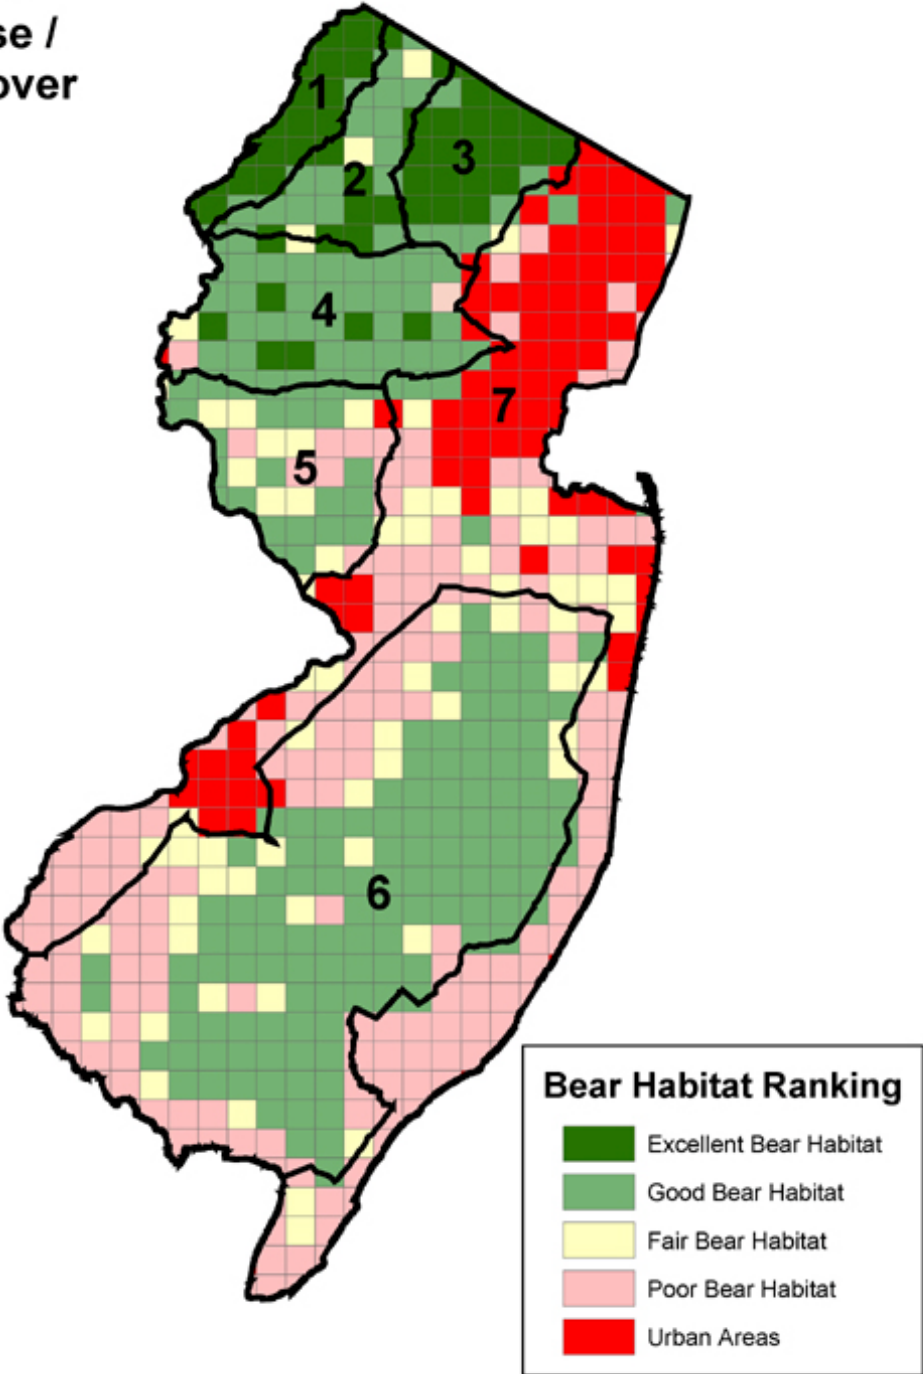 se /
over
1
2
3
4
5
6
7
Bear Habitat Ranking
Excellent Bear Habitat
Good Bear Habitat
Fair Bear Habitat
Poor Bear Habitat
Urban Areas